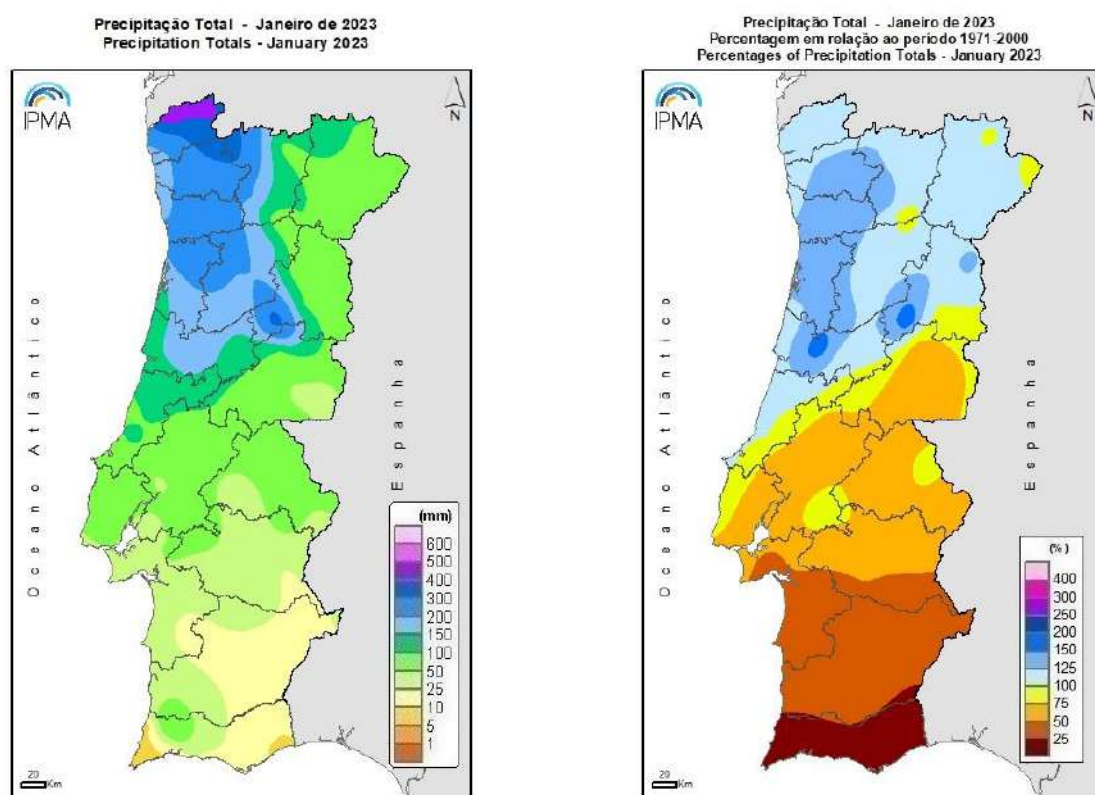 Precipitação Total - Janeiro de 2023
Precipitation Totals - January 2023
IPMA
N
Oceano Atlântico
Espanha
(mm)
800
500
400
300
200
150
100
50
25
10
5
1
20
Km
Precipitação Total - Janeiro de 2023
Percentagem em relação ao periodo 1971-2000
Percentages of Precipitation Totals - January 2023
IPMA
N
Oceano Atlântico
Espanha
(%)
400
300
250
200
150
125
100
75
50
25
20
Km